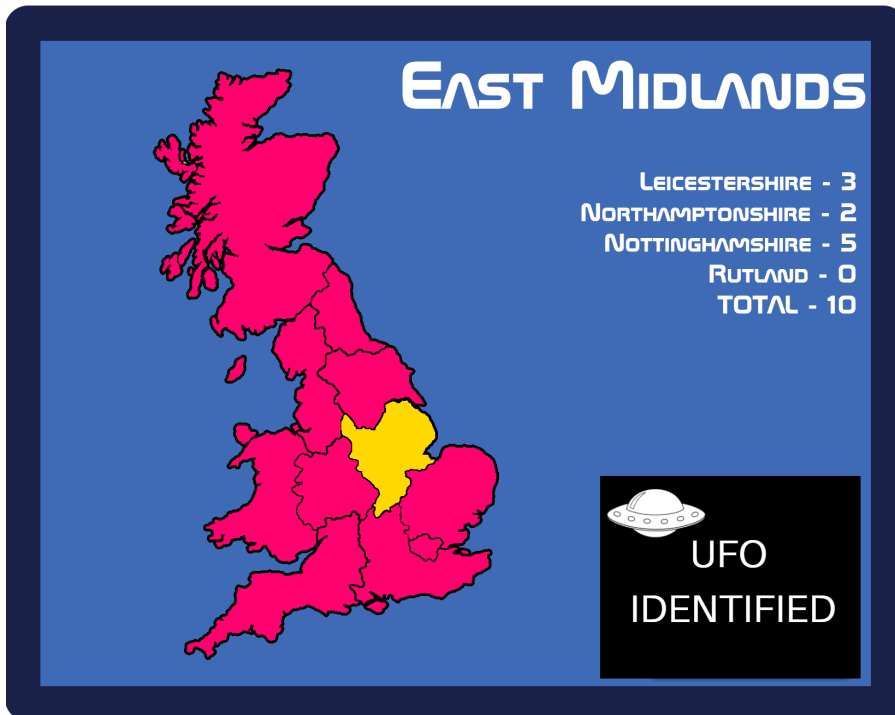 East Midlands
Leicestershire - 3
Northamptonshire - 2
Nottinghamshire - 5
Rutland - 0
TOTAL - 10
UFO
IDENTIFIED